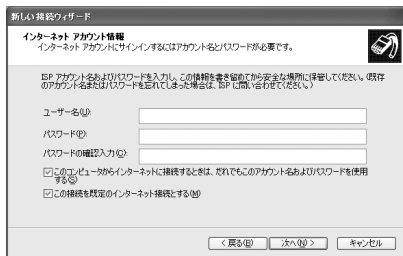 新しい接続ウィザード
インターネット アカウント情報
インターネット アカウントにサインインするにはアカウント名とパスワードが必要です。
ISP アカウント名およびパスワードを入力し、この情報を書き留めてから安全な場所に保管してください。(既存
のアカウント名またはパスワードを忘れてしまった場合は、ISP に問い合わせてください。)
ユーザー名(U):
パスワード(P):
パスワードの確認入力(C):
このコンピュータからインターネットに接続するときは、だれでもこのアカウント名およびパスワードを使用
する(S)
この接続を既定のインターネット接続とする(M)
< 戻る(B)
次へ(N) >
キャンセル